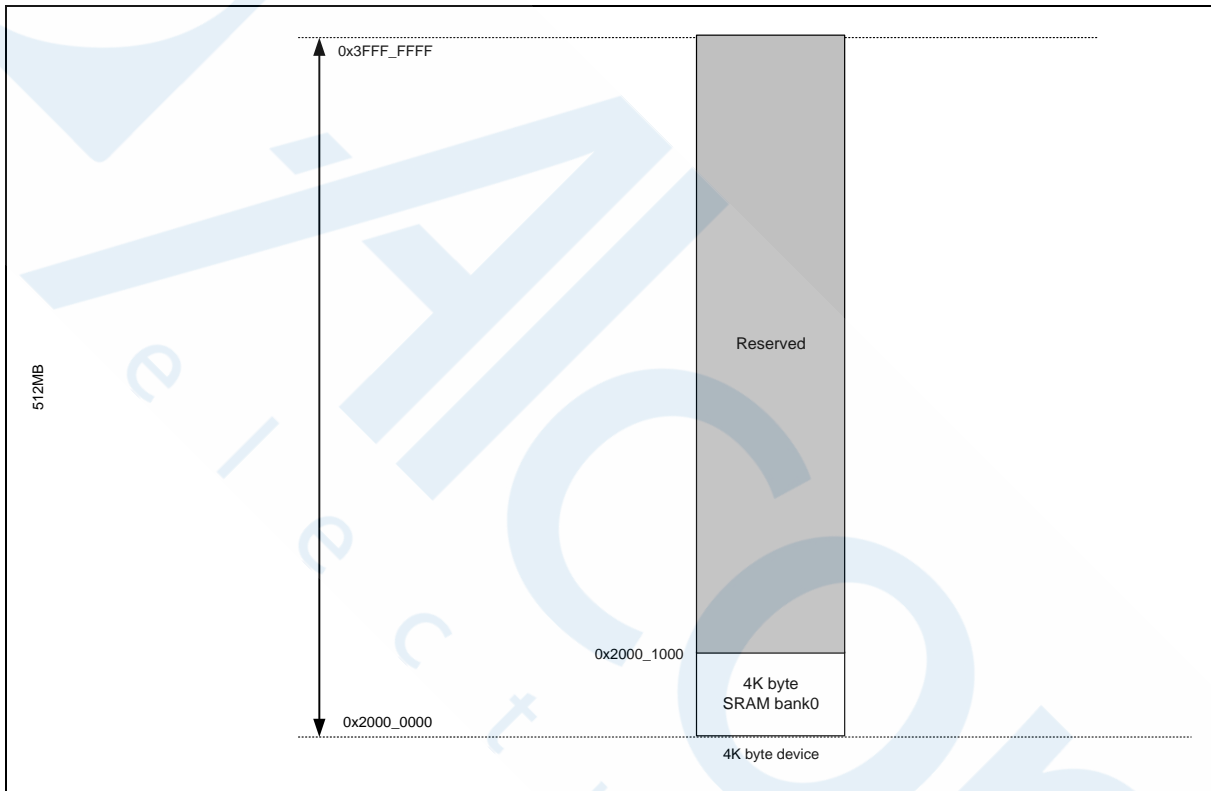 0x3FFF_FFFF
Reserved
512MB
0x2000_1000
4K byte
SRAM bank0
0x2000_0000
4K byte device